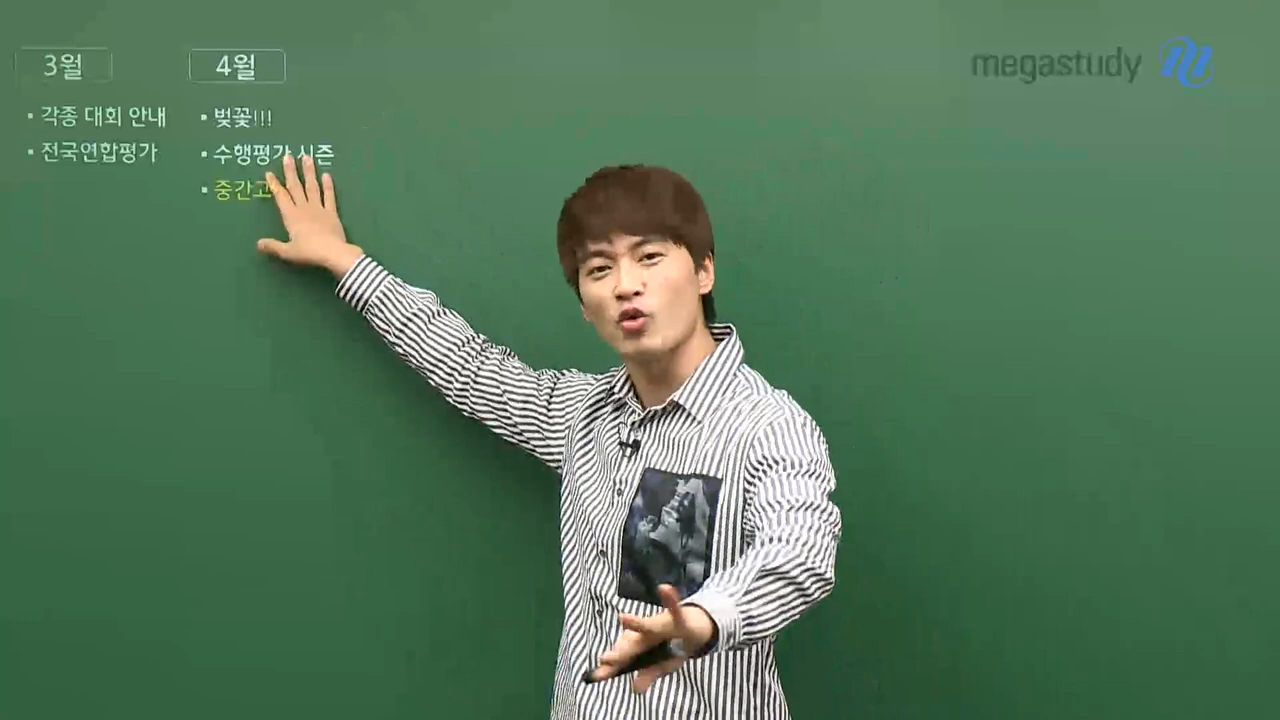 3월
• 각종 대회 안내
• 전국연합평가
4월
• 벚꽃!!!
• 수행평가 시즌
• 중간고
megastudy